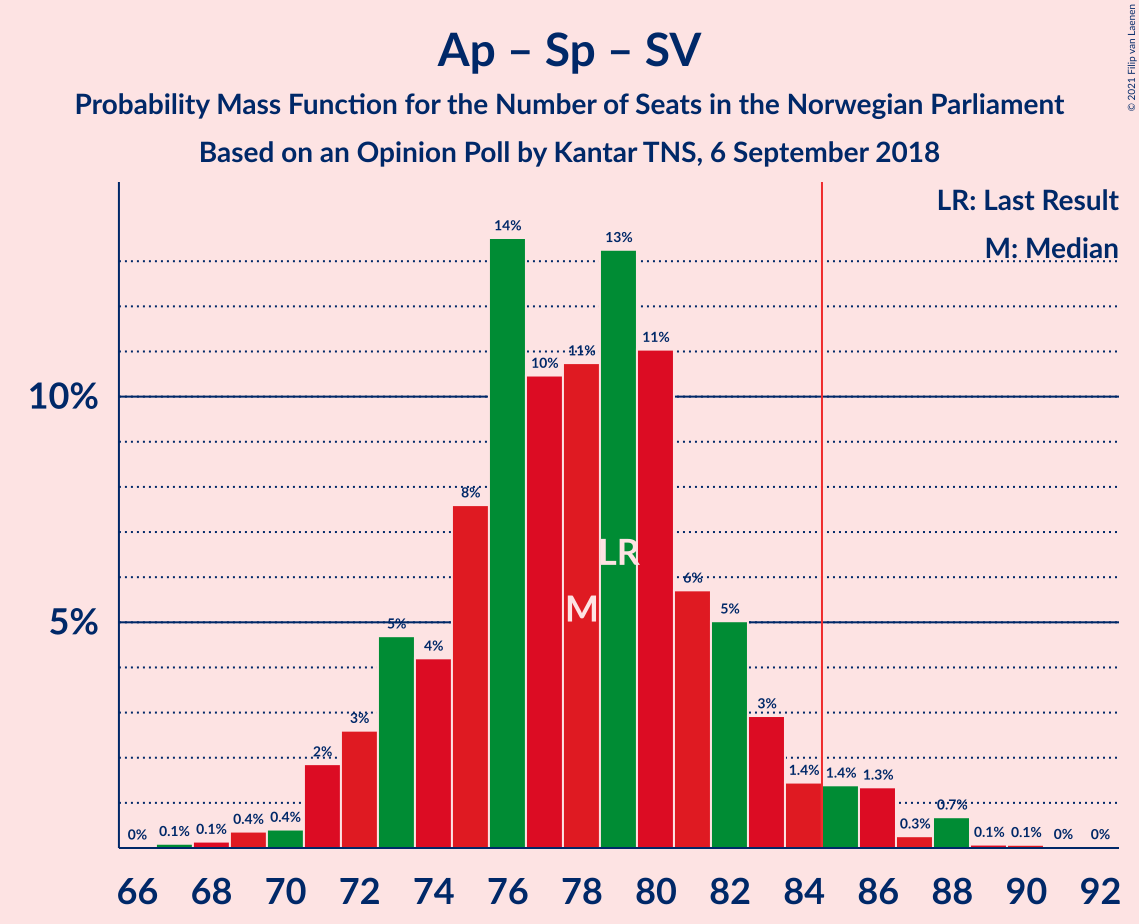 Ap – Sp – SV
Probability Mass Function for the Number of Seats in the Norwegian Parliament
Based on an Opinion Poll by Kantar TNS, 6 September 2018
© 2021 Filip van Laenen
LR: Last Result
M: Median
10%
5%
0% 0.1% 0.1% 0.4% 0.4% 2% 3% 5% 4% 8% 14% 10% 11% 13% 11% 6% 5% 3% 1.4% 1.4% 1.3% 0.3% 0.7% 0.1% 0.1% 0% 0%
LR
M
66 68 70 72 74 76 78 80 82 84 86 88 90 92